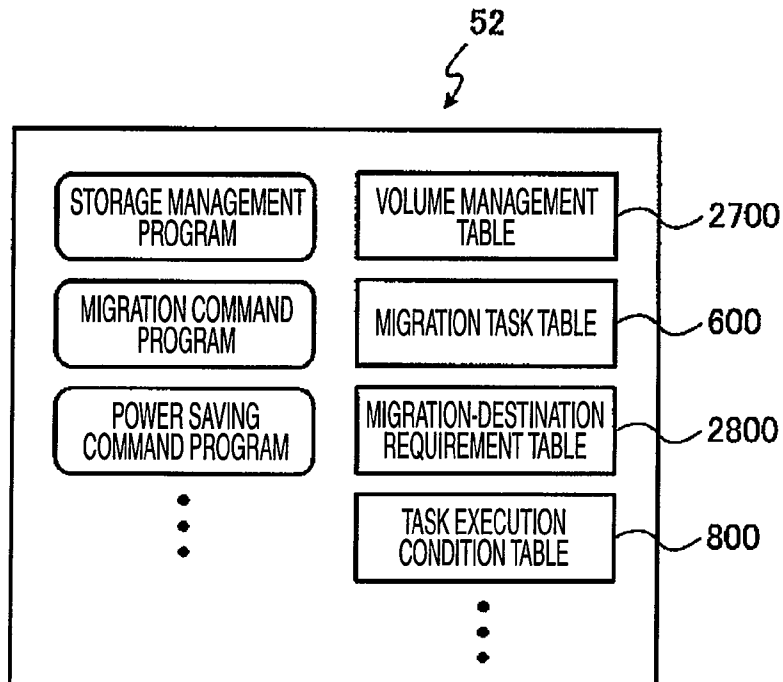 52
STORAGE MANAGEMENT
PROGRAM
VOLUME MANAGEMENT
TABLE
2700
MIGRATION COMMAND
PROGRAM
MIGRATION TASK TABLE
600
POWER SAVING
COMMAND PROGRAM
MIGRATION-DESTINATION
REQUIREMENT TABLE
2800
TASK EXECUTION
CONDITION TABLE
800